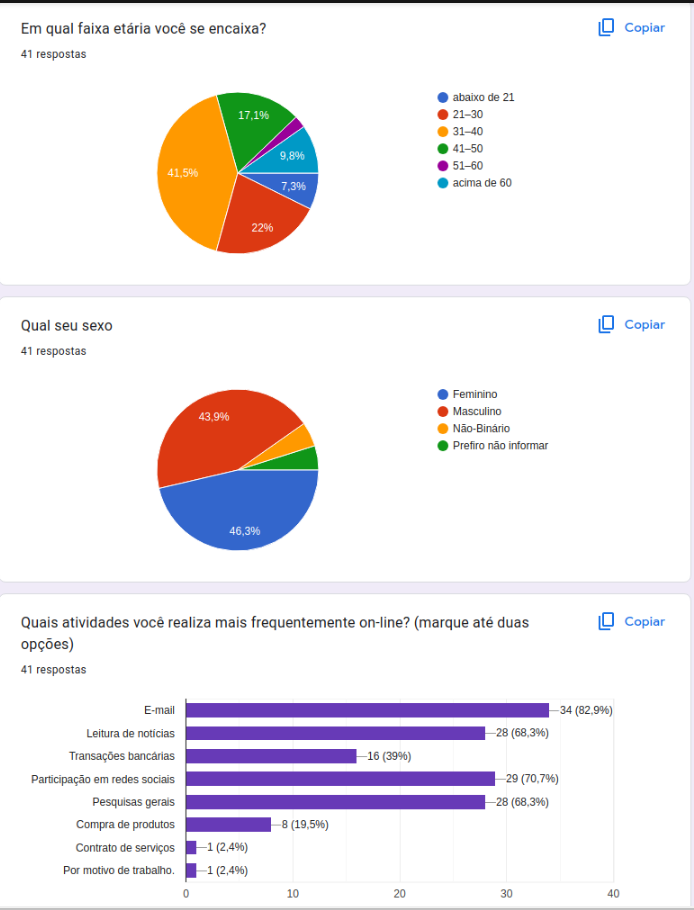 Em qual faixa etária você se encaixa?
Copiar
41 respostas
17,1%
9,8%
41,5%
7,3%
22%
abaixo de 21
21–30
31–40
41–50
51–60
acima de 60
Qual seu sexo
Copiar
41 respostas
43,9%
46,3%
Feminino
Masculino
Não-Binário
Prefiro não informar
Quais atividades você realiza mais frequentemente on-line? (marque até duas
opções)
Copiar
41 respostas
E-mail 34 (82,9%)
Leitura de notícias 28 (68,3%)
Transações bancárias 16 (39%)
Participação em redes sociais 29 (70,7%)
Pesquisas gerais 28 (68,3%)
Compra de produtos 8 (19,5%)
Contrato de serviços 1 (2,4%)
Por motivo de trabalho. 1 (2,4%)
0 10 20 30 40